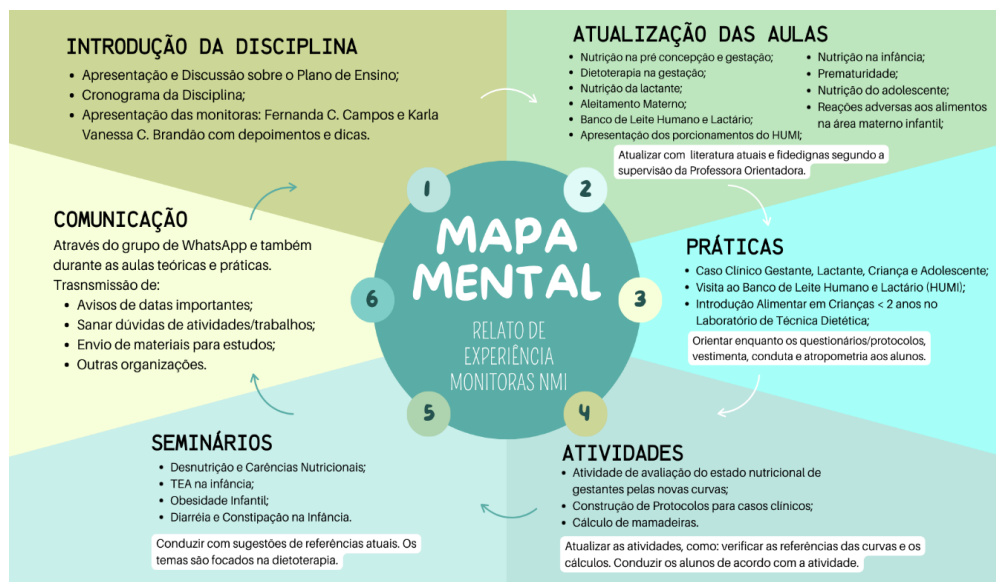 INTRODUÇÃO DA DISCIPLINA
• Apresentação e Discussão sobre o Plano de Ensino;
• Cronograma da Disciplina;
• Apresentação das monitoras: Fernanda C. Campos e Karla
Vanessa C. Brandão com depoimentos e dicas.
ATUALIZAÇÃO DAS AULAS
• Nutrição na pré concepção e gestação;
• Dietoterapia na gestação;
• Nutrição da lactante;
• Aleitamento Materno;
• Banco de Leite Humano e Lactário;
• Apresentação dos porcionamentos do HUMI;
• Nutrição na infância;
• Prematuridade;
• Nutrição do adolescente;
• Reações adversas aos alimentos
na área materno infantil;
Atualizar com literatura atuais e fidedignas segundo a
supervisão da Professora Orientadora.
PRÁTICAS
• Caso Clínico Gestante, Lactante, Criança e Adolescente;
• Visita ao Banco de Leite Humano e Lactário (HUMI);
• Introdução Alimentar em Crianças < 2 anos no
Laboratório de Técnica Dietética;
Orientar enquanto os questionários/protocolos,
vestimenta, conduta e atropometria aos alunos.
ATIVIDADES
• Atividade de avaliação do estado nutricional de
gestantes pelas novas curvas;
• Construção de Protocolos para casos clínicos;
• Cálculo de mamadeiras.
Atualizar as atividades, como: verificar as referências das curvas e os
cálculos. Conduzir os alunos de acordo com a atividade.
SEMINÁRIOS
• Desnutrição e Carências Nutricionais;
• TEA na infância;
• Obesidade Infantil;
• Diarréia e Constipação na Infância.
Conduzir com sugestões de referências atuais. Os
temas são focados na dietoterapia.
COMUNICAÇÃO
Através do grupo de WhatsApp e também
durante as aulas teóricas e práticas.
Trasnsmissão de:
• Avisos de datas importantes;
• Sanar dúvidas de atividades/trabalhos;
• Envio de materiais para estudos;
• Outras organizações.
1
2
3
4
5
6
MAPA
MENTAL
RELATO DE
EXPERIÊNCIA
MONITORAS NMI